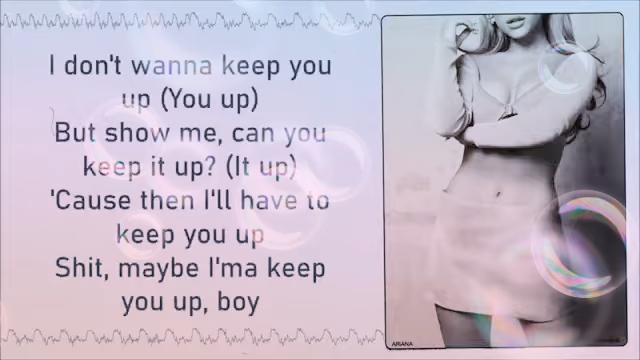 I don't wanna keep you
up (You up)
But show me, can you
keep it up? (It up)
'Cause then I'll have to
keep you up
Shit, maybe I'ma keep
you up, boy
ARIANA